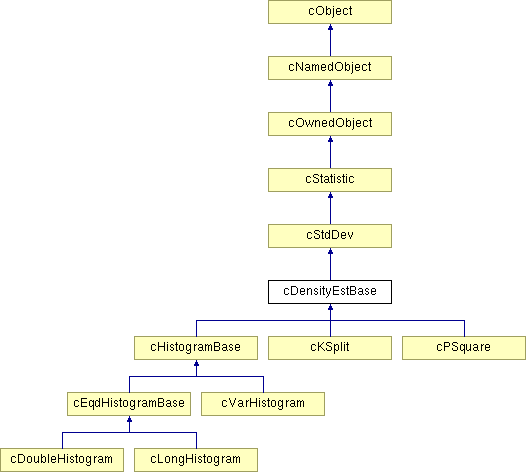 cObject
cNamedObject
cOwnedObject
cStatistic
cStdDev
cDensityEstBase
cHistogramBase
cKSplit
cPSquare
cEqdHistogramBase
cVarHistogram
cDoubleHistogram
cLongHistogram